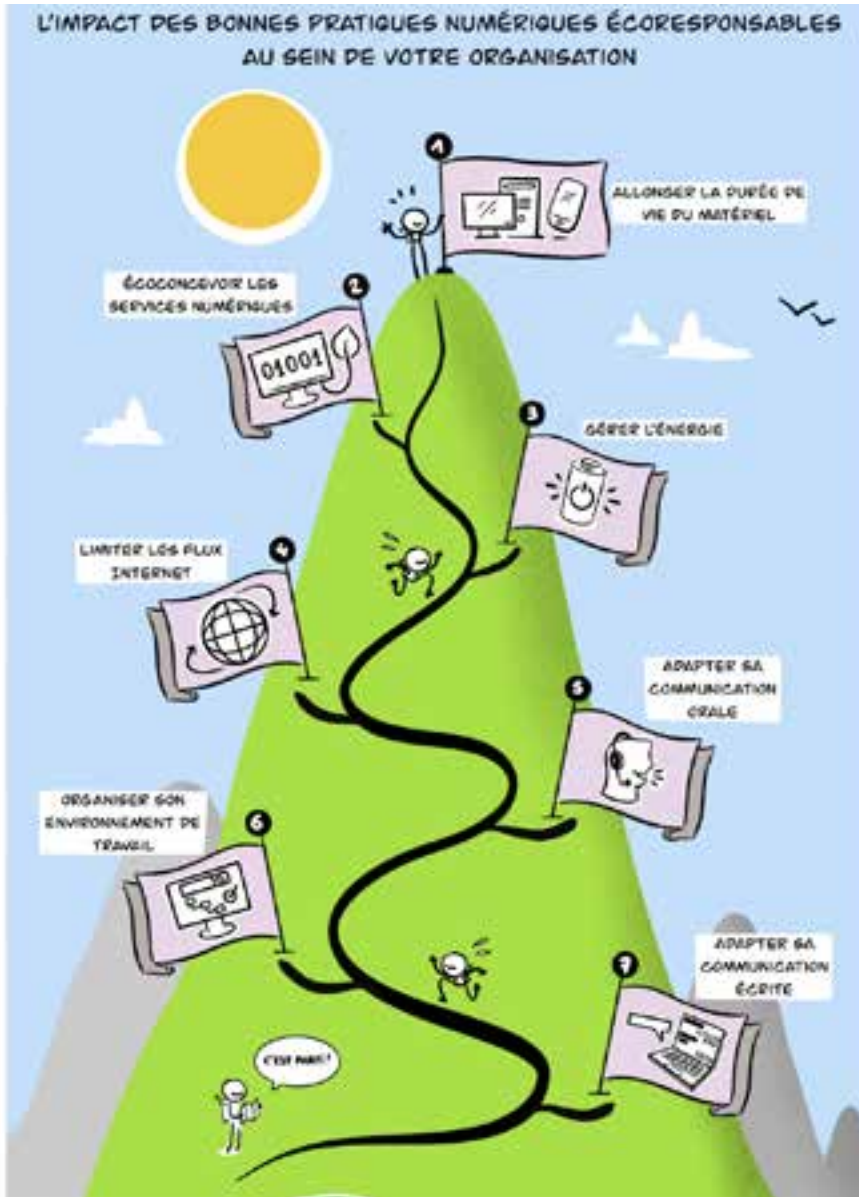 L'IMPACT DES BONNES PRATIQUES NUMÉRIQUES ÉCORESPONSABLES
AU SEIN DE VOTRE ORGANISATION
1
ALLONGER LA DURÉE DE
VIE DU MATÉRIEL
2
ÉCOCONCEVOIR LES
SERVICES NUMÉRIQUES
01001
3
GÉRER L'ÉNERGIE
4
LIMITER LES FLUX
INTERNET
5
ADAPTER SA
COMMUNICATION
ORALE
6
ORGANISER SON
ENVIRONNEMENT DE
TRAVAIL
7
ADAPTER SA
COMMUNICATION
ÉCRITE
C'EST PARTI !